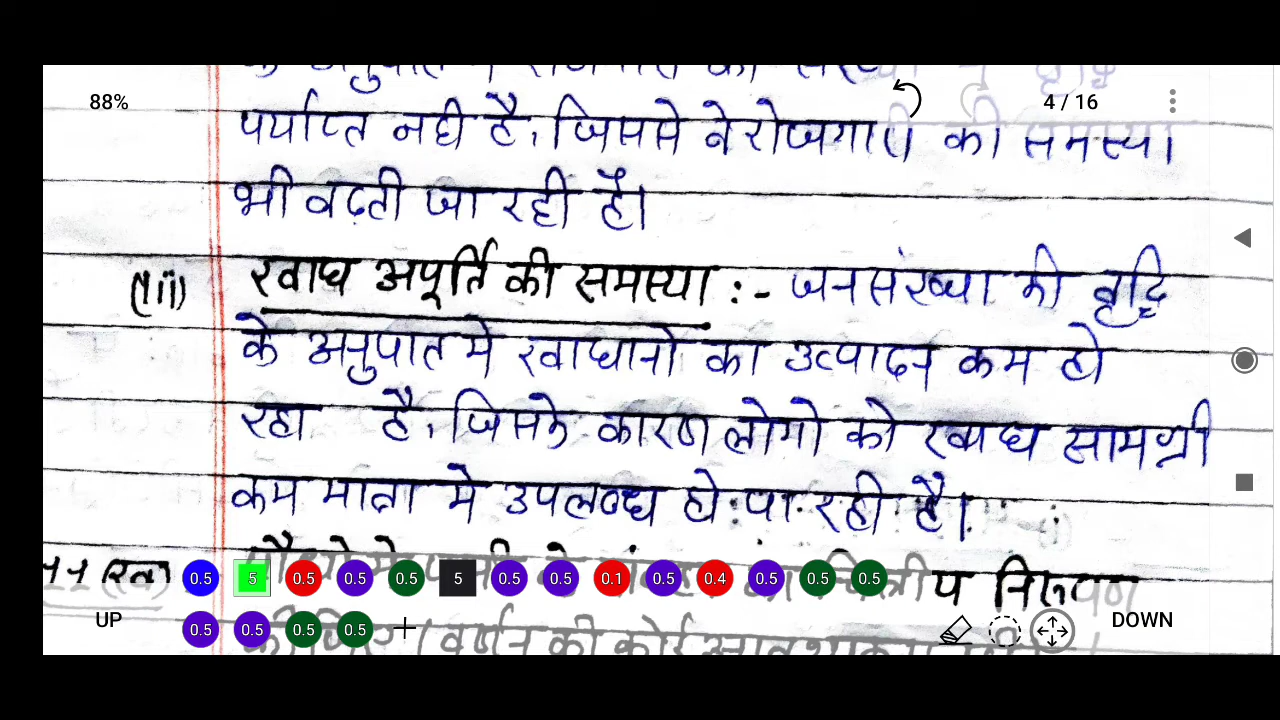 88%
4 / 16
पर्याप्त नही है, जिससे बेरोजगारी की समस्या
भी बढ़ती जा रही है।
(iii) खाद्य अपूर्ति की समस्या :- जनसंख्या की वृद्धि
के अनुपात मे खाद्यानो का उत्पादन कम हो
रहा है, जिसके कारण लोगो को खाद्य सामग्री
कम मात्रा मे उपलब्ध हो पा रही है।
निरूपण
0.5 5 0.5 0.5 0.5 5 0.5 0.5 0.1 0.5 0.4 0.5 0.5 0.5
UP 0.5 0.5 0.5 0.5 + DOWN
वर्णन की कोई